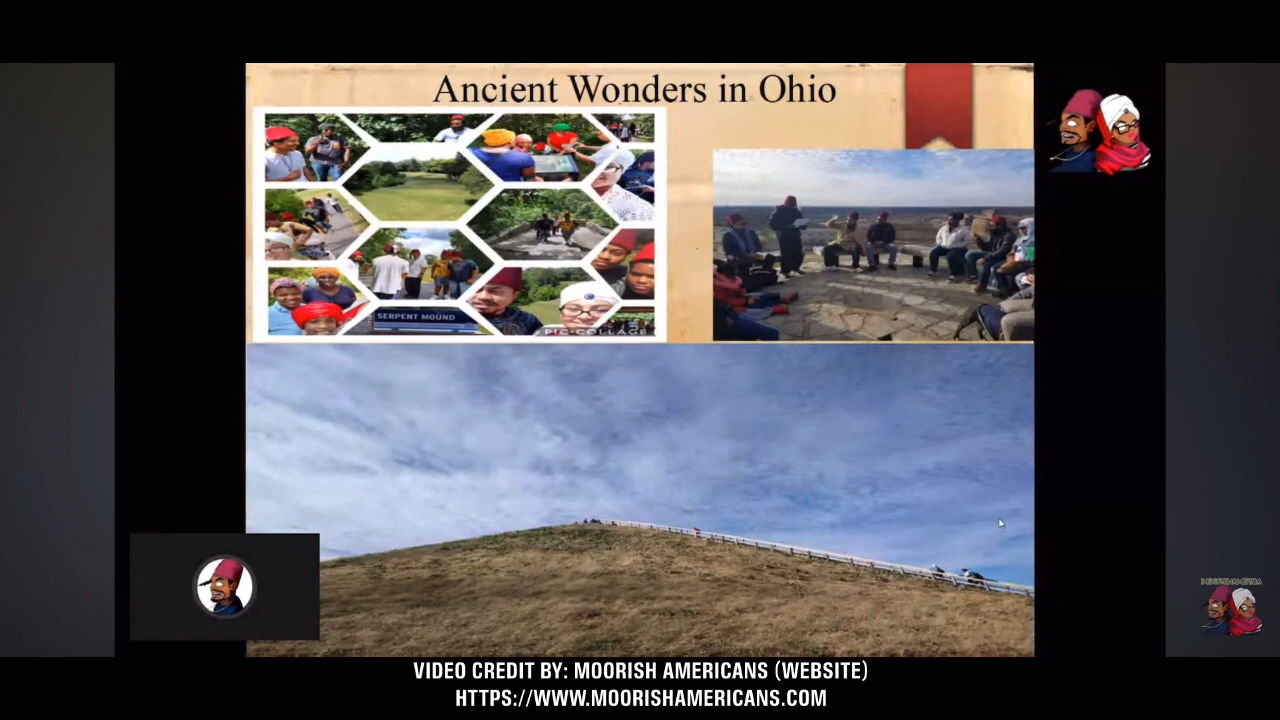 Ancient Wonders in Ohio
SERPENT MOUND
PIC•COLLAGE
VIDEO CREDIT BY: MOORISH AMERICANS (WEBSITE)
HTTPS://WWW.MOORISHAMERICANS.COM